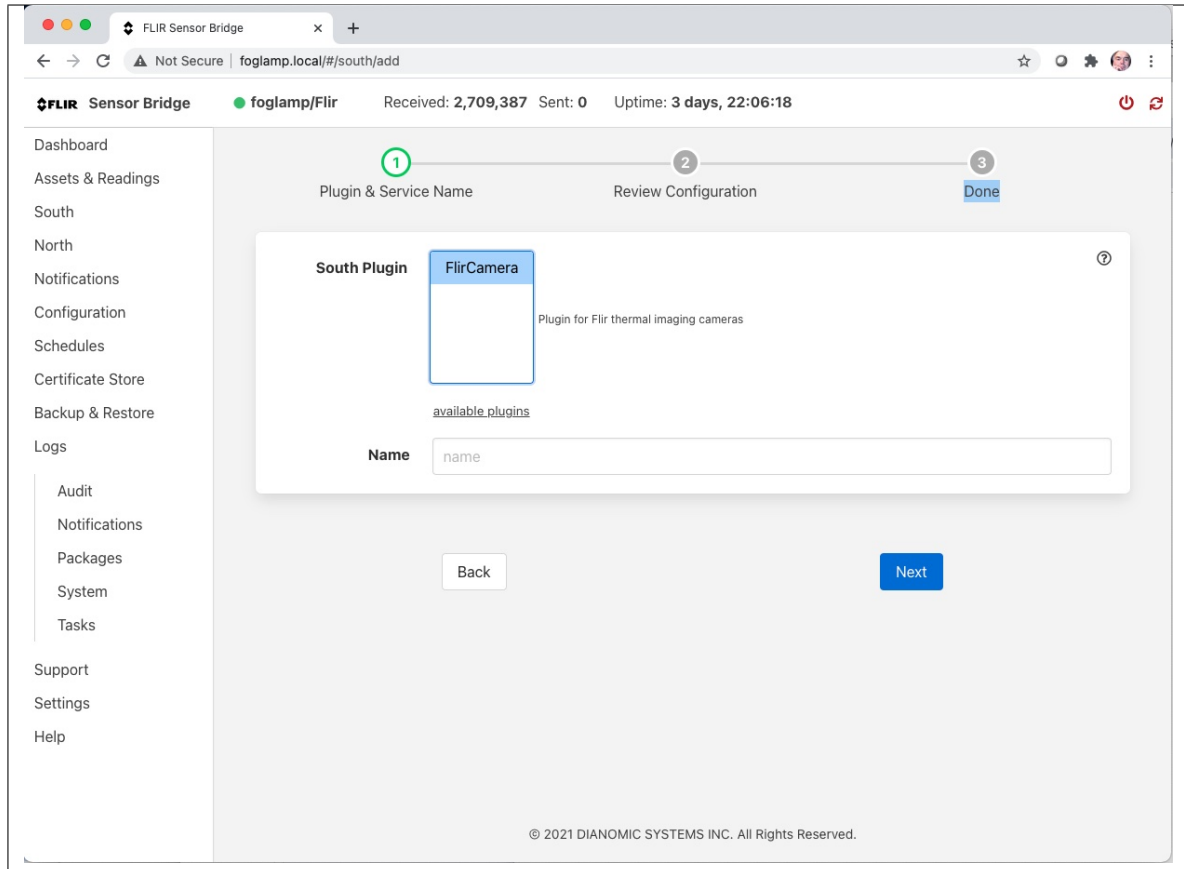 FLIR Sensor Bridge
Not Secure | foglamp.local/#/south/add
FLIR Sensor Bridge foglamp/Flir Received: 2,709,387 Sent: 0 Uptime: 3 days, 22:06:18
Dashboard
Assets & Readings
South
North
Notifications
Configuration
Schedules
Certificate Store
Backup & Restore
Logs
Audit
Notifications
Packages
System
Tasks
Support
Settings
Help
1 2 3
Plugin & Service Name Review Configuration Done
South Plugin FlirCamera
Plugin for Flir thermal imaging cameras
available plugins
Name name
Back Next
© 2021 DIANOMIC SYSTEMS INC. All Rights Reserved.